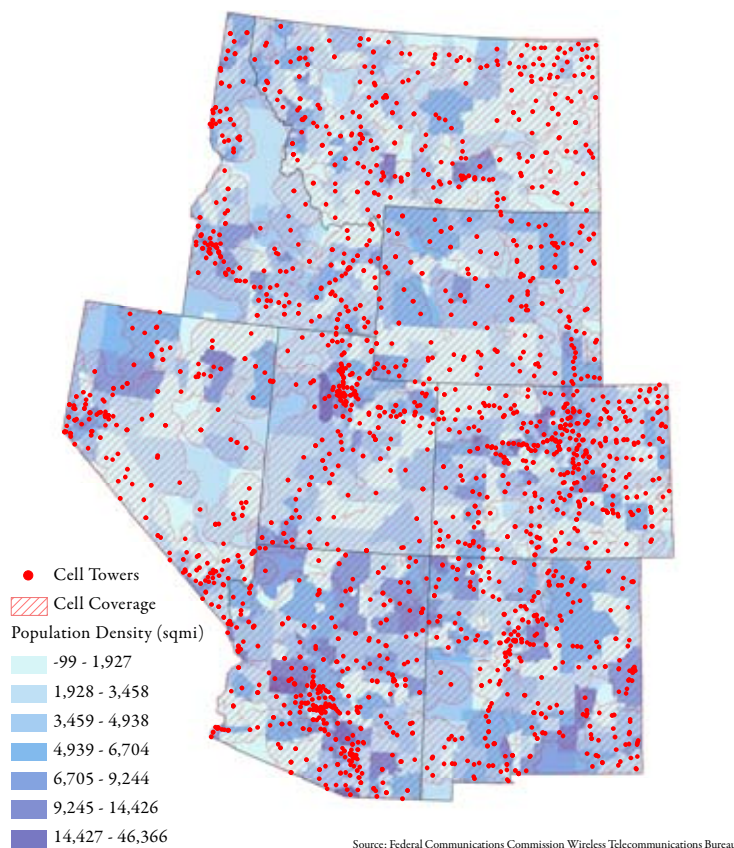 Cell Towers
Cell Coverage
Population Density (sqmi)
-99 - 1,927
1,928 - 3,458
3,459 - 4,938
4,939 - 6,704
6,705 - 9,244
9,245 - 14,426
14,427 - 46,366
Source: Federal Communications Commission Wireless Telecommunications Bureau